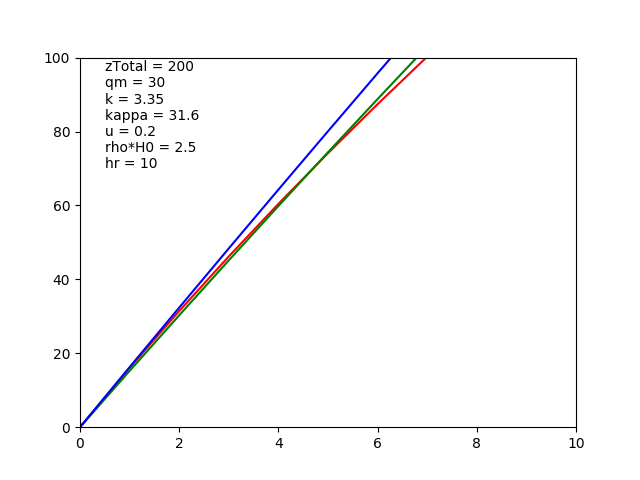 zTotal = 200
qm = 30
k = 3.35
kappa = 31.6
u = 0.2
rho*H0 = 2.5
hr = 10
100
80
60
40
20
0
0 2 4 6 8 10